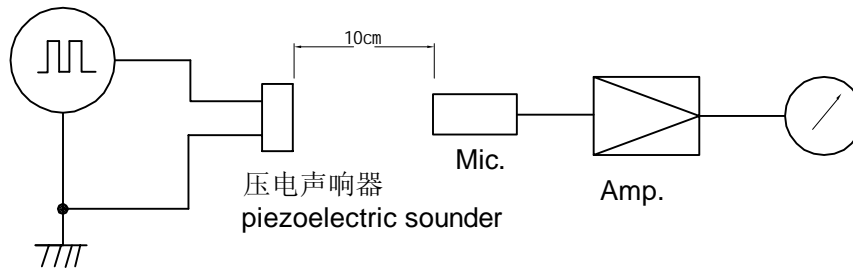 10cm
压电声响器
piezoelectric sounder
Mic.
Amp.